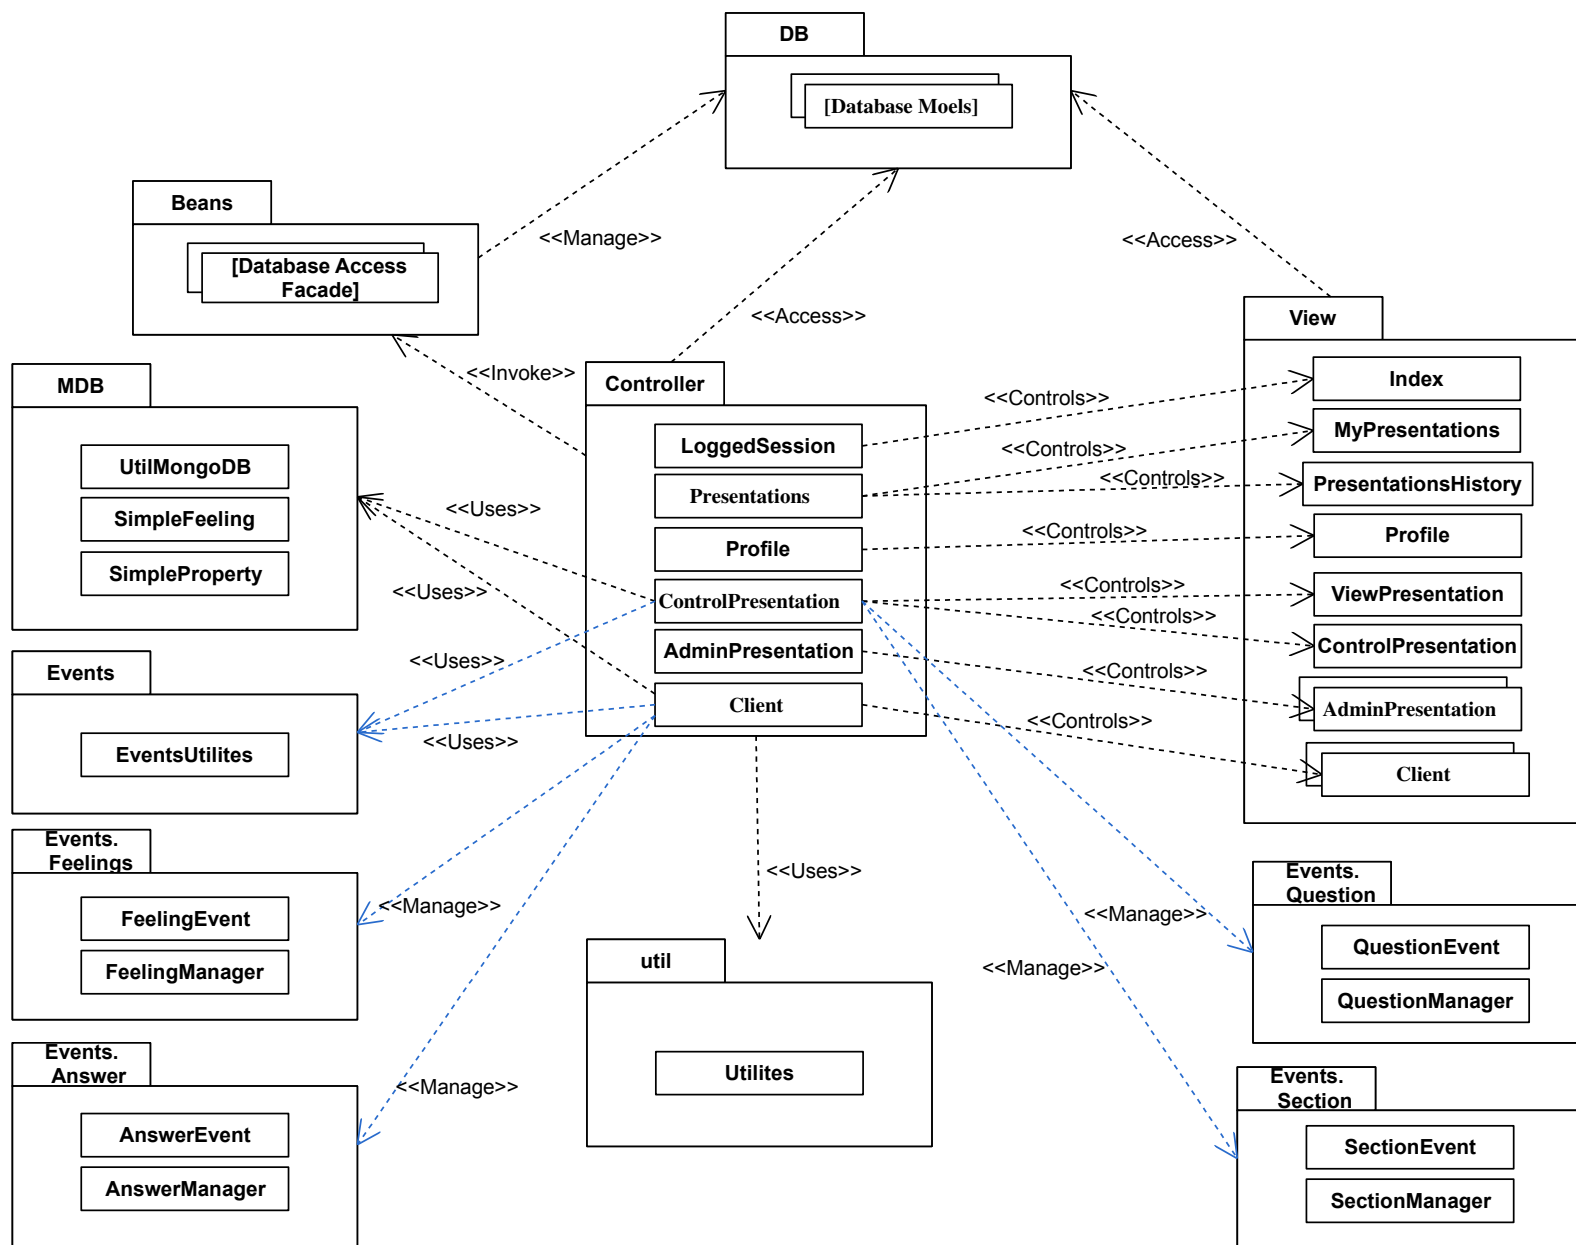 DB
[Database Moels]
Beans
[Database Access
Facade]
<<Manage>>
<<Access>>
<<Access>>
<<Invoke>>
MDB
UtilMongoDB
SimpleFeeling
SimpleProperty
Controller
LoggedSession
Presentations
Profile
ControlPresentation
AdminPresentation
Client
View
Index
MyPresentations
PresentationsHistory
Profile
ViewPresentation
ControlPresentation
AdminPresentation
Client
<<Controls>>
<<Controls>>
<<Controls>>
<<Controls>>
<<Controls>>
<<Controls>>
<<Controls>>
<<Controls>>
<<Uses>>
<<Uses>>
<<Uses>>
<<Uses>>
Events
EventsUtilites
Events.
Feelings
FeelingEvent
FeelingManager
<<Manage>>
Events.
Answer
AnswerEvent
AnswerManager
<<Manage>>
<<Uses>>
util
Utilites
<<Manage>>
<<Manage>>
Events.
Question
QuestionEvent
QuestionManager
Events.
Section
SectionEvent
SectionManager